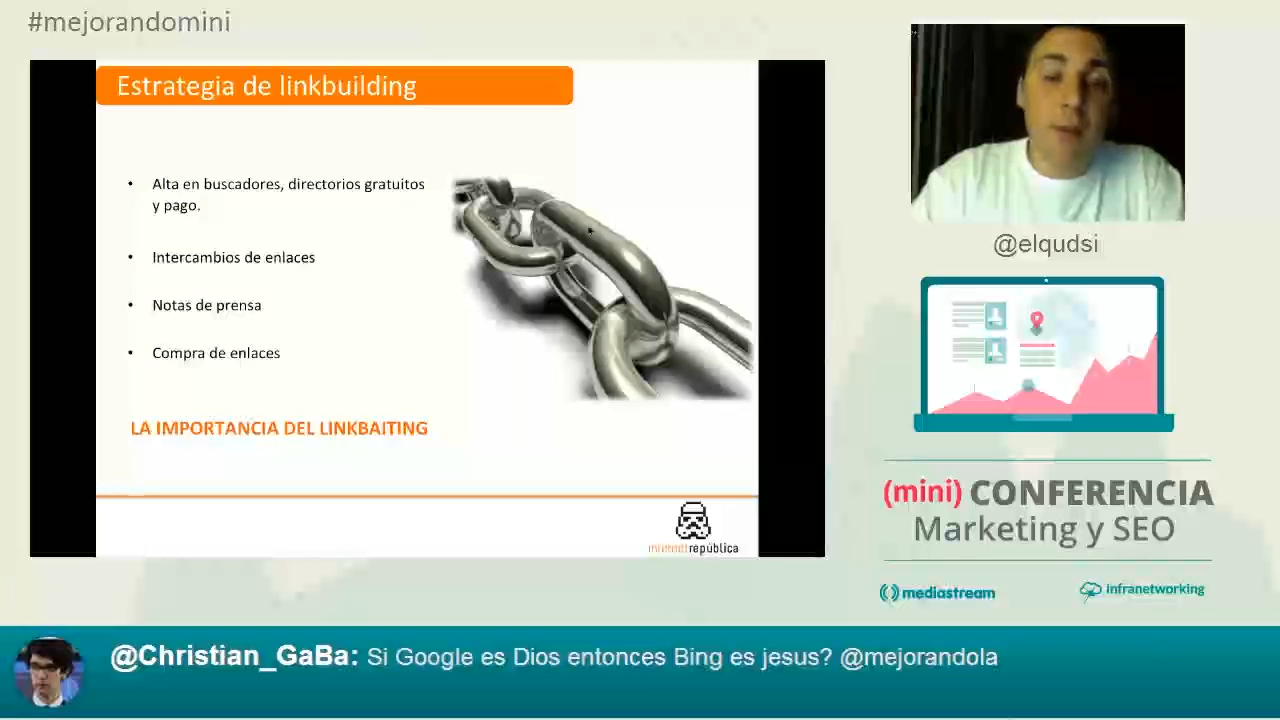 #mejorandomini
Estrategia de linkbuilding
• Alta en buscadores, directorios gratuitos
y pago.
• Intercambios de enlaces
• Notas de prensa
• Compra de enlaces
LA IMPORTANCIA DEL LINKBAITING
internetrepública
@elqudsi
(mini) CONFERENCIA
Marketing y SEO
mediastream
infranetworking
@Christian_GaBa: Si Google es Dios entonces Bing es jesus? @mejorandola